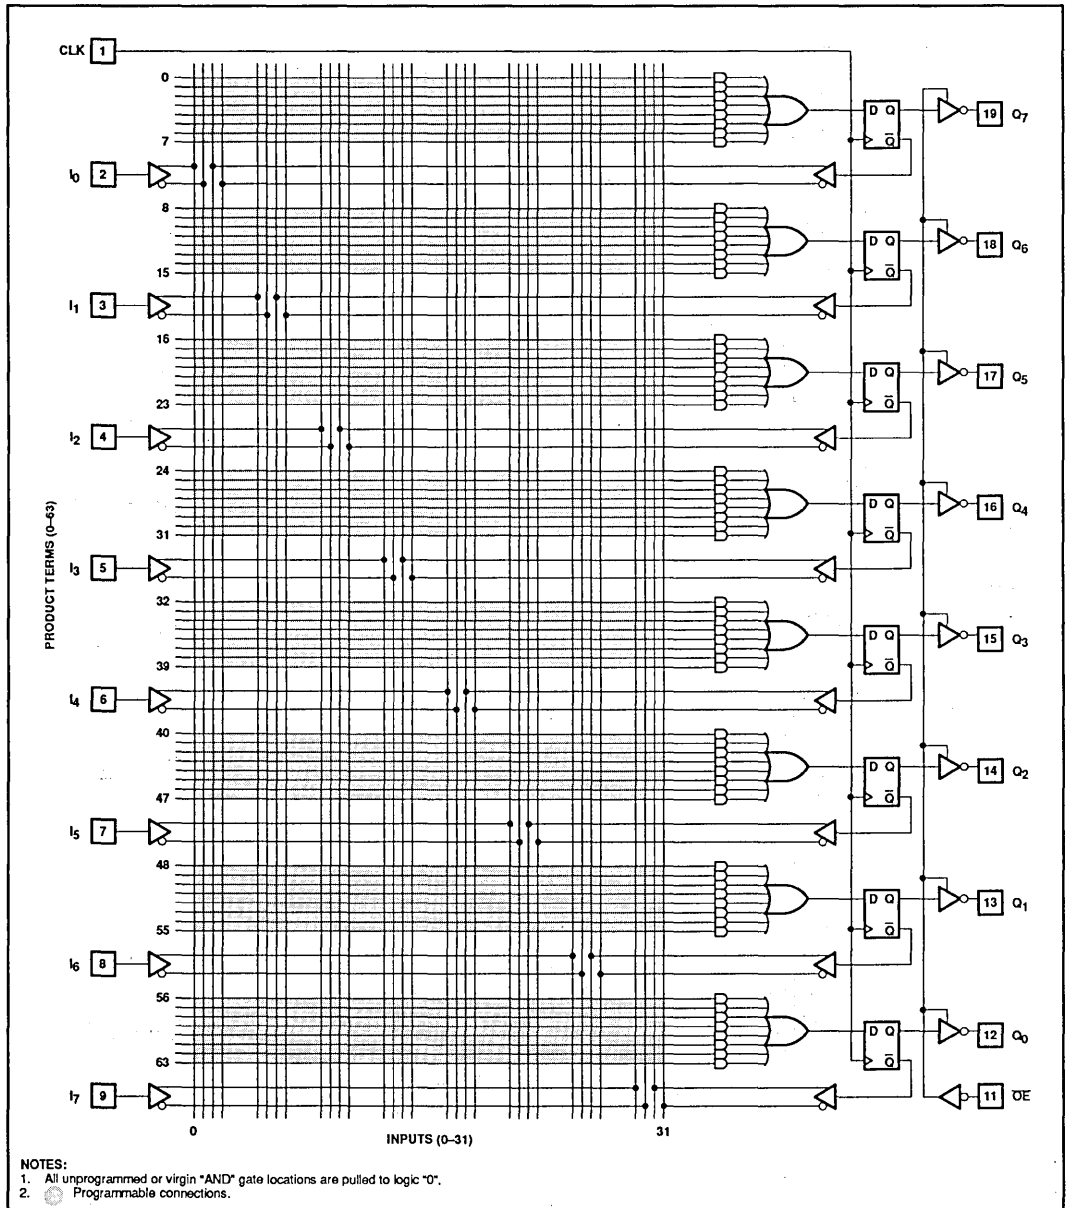 CLK 1
0
D Q
19 Q7
7
Q̅
I0 2
8
D Q
18 Q6
15
Q̅
I1 3
16
D Q
17 Q5
23
Q̅
I2 4
24
D Q
16 Q4
31
Q̅
I3 5
PRODUCT TERMS (0–63)
32
D Q
15 Q3
39
Q̅
I4 6
40
D Q
14 Q2
47
Q̅
I5 7
48
D Q
13 Q1
55
Q̅
I6 8
56
D Q
12 Q0
63
Q̅
I7 9
11 O̅E̅
0
31
INPUTS (0–31)
NOTES:
1. All unprogrammed or virgin "AND" gate locations are pulled to logic "0".
2. Programmable connections.